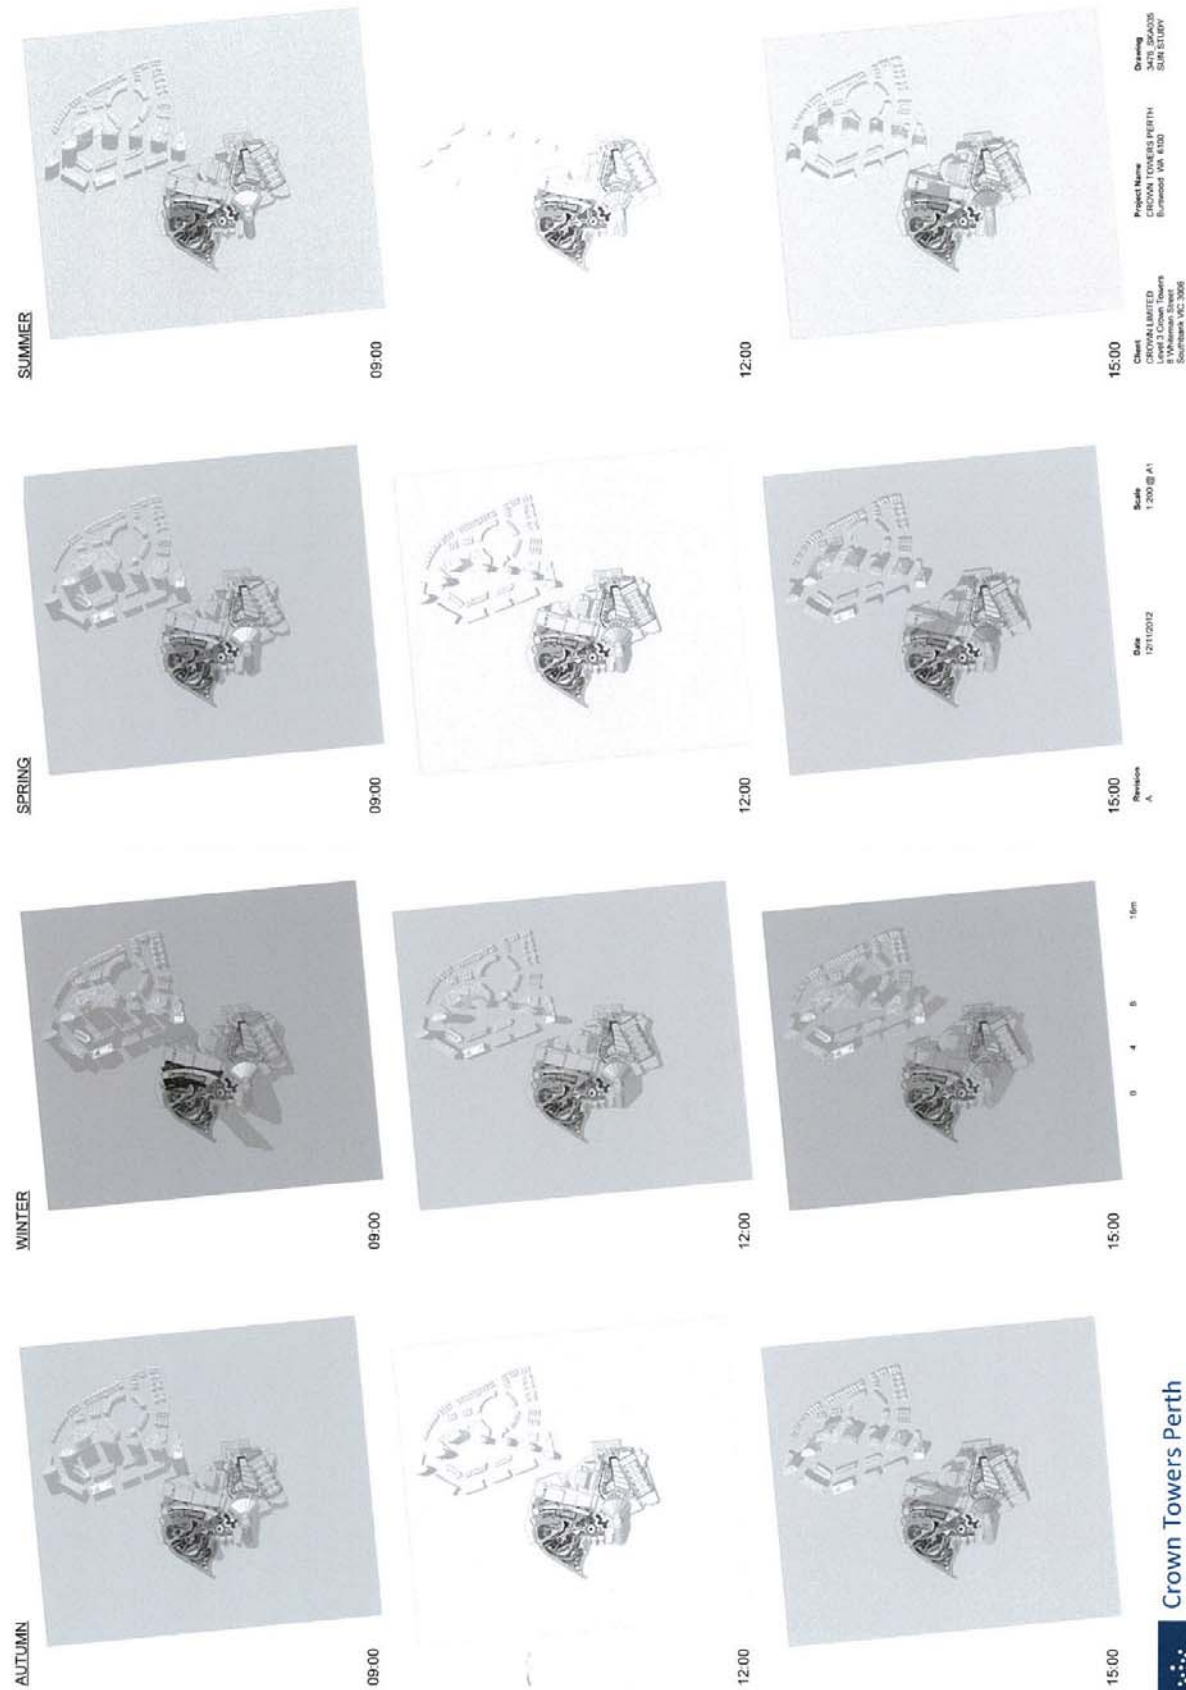 AUTUMN
WINTER
SPRING
SUMMER
09:00
09:00
09:00
09:00
12:00
12:00
12:00
12:00
15:00
15:00
15:00
15:00
Crown Towers Perth
0 4 8 16m
Revision
A
Date
12/11/2012
Scale
1:200 @ A1
Client
CROWN LIMITED
Level 3 Crown Towers
8 Whiteman Street
Southbank VIC 3006
Project Name
CROWN TOWERS PERTH
Burswood WA 6100
Drawing
3475_SKA035
SUN STUDY